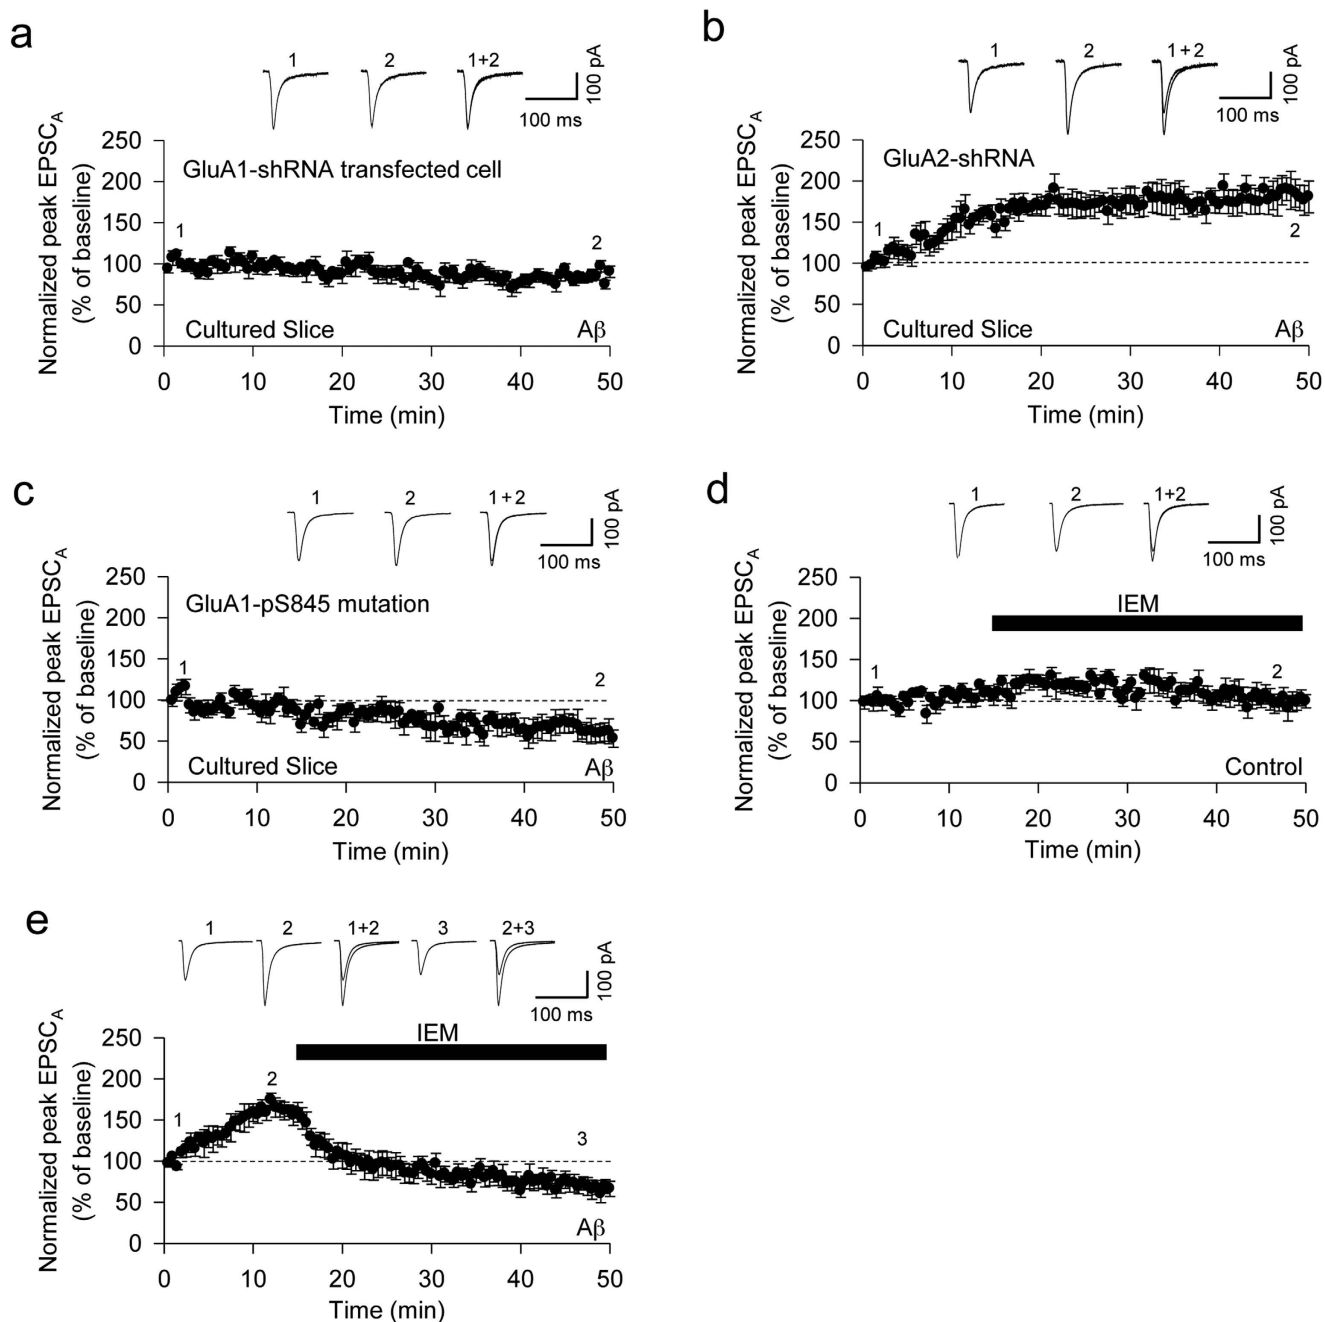 a
1 2 1+2
100 pA
100 ms
Normalized peak EPSC_A
(% of baseline)
250
200
150
100
50
0
GluA1-shRNA transfected cell
1
2
Cultured Slice
Aβ
0 10 20 30 40 50
Time (min)
b
1 2 1+2
100 pA
100 ms
Normalized peak EPSC_A
(% of baseline)
250
200
150
100
50
0
GluA2-shRNA
1
2
Cultured Slice
Aβ
0 10 20 30 40 50
Time (min)
c
1 2 1+2
100 pA
100 ms
Normalized peak EPSC_A
(% of baseline)
250
200
150
100
50
0
GluA1-pS845 mutation
1
2
Cultured Slice
Aβ
0 10 20 30 40 50
Time (min)
d
1 2 1+2
100 pA
100 ms
Normalized peak EPSC_A
(% of baseline)
250
200
150
100
50
0
IEM
1
2
Control
0 10 20 30 40 50
Time (min)
e
1 2 1+2 3 2+3
100 pA
100 ms
Normalized peak EPSC_A
(% of baseline)
250
200
150
100
50
0
IEM
1
2
3
Aβ
0 10 20 30 40 50
Time (min)